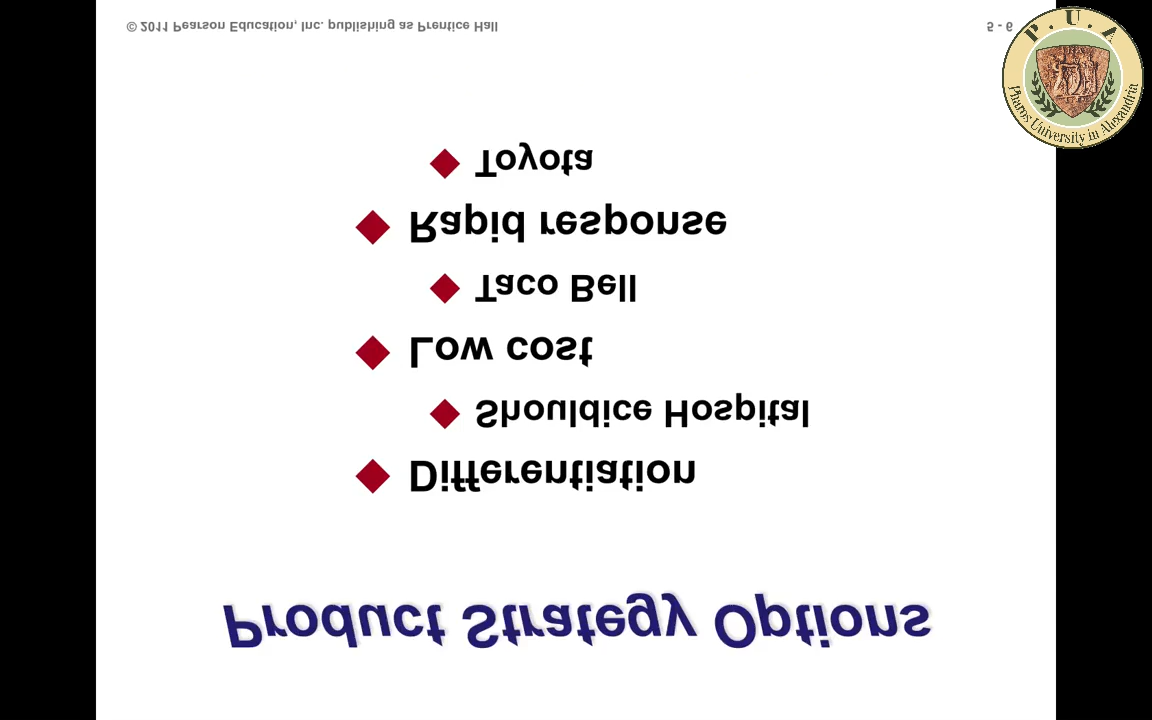 Product Strategy Options
Differentiation
Shouldice Hospital
Low cost
Taco Bell
Rapid response
Toyota
© 2011 Pearson Education, Inc. publishing as Prentice Hall
5 - 6
P. U. A
Pharos University in Alexandria